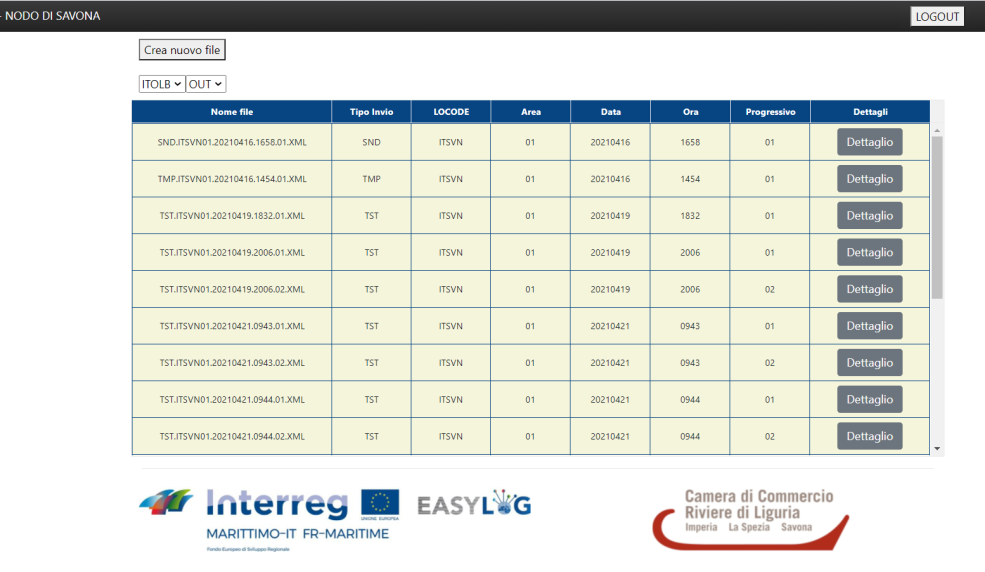 - NODO DI SAVONA LOGOUT
Crea nuovo file
ITOLB OUT
Nome file Tipo Invio LOCODE Area Data Ora Progressivo Dettagli
SND.ITSVN01.20210416.1658.01.XML SND ITSVN 01 20210416 1658 01 Dettaglio
TMP.ITSVN01.20210416.1454.01.XML TMP ITSVN 01 20210416 1454 01 Dettaglio
TST.ITSVN01.20210419.1832.01.XML TST ITSVN 01 20210419 1832 01 Dettaglio
TST.ITSVN01.20210419.2006.01.XML TST ITSVN 01 20210419 2006 01 Dettaglio
TST.ITSVN01.20210419.2006.02.XML TST ITSVN 01 20210419 2006 02 Dettaglio
TST.ITSVN01.20210421.0943.01.XML TST ITSVN 01 20210421 0943 01 Dettaglio
TST.ITSVN01.20210421.0943.02.XML TST ITSVN 01 20210421 0943 02 Dettaglio
TST.ITSVN01.20210421.0944.01.XML TST ITSVN 01 20210421 0944 01 Dettaglio
TST.ITSVN01.20210421.0944.02.XML TST ITSVN 01 20210421 0944 02 Dettaglio
Interreg
UNIONE EUROPEA
MARITTIMO-IT FR-MARITIME
Fondo Europeo di Sviluppo Regionale
EASYLOG
Camera di Commercio
Riviere di Liguria
Imperia La Spezia Savona